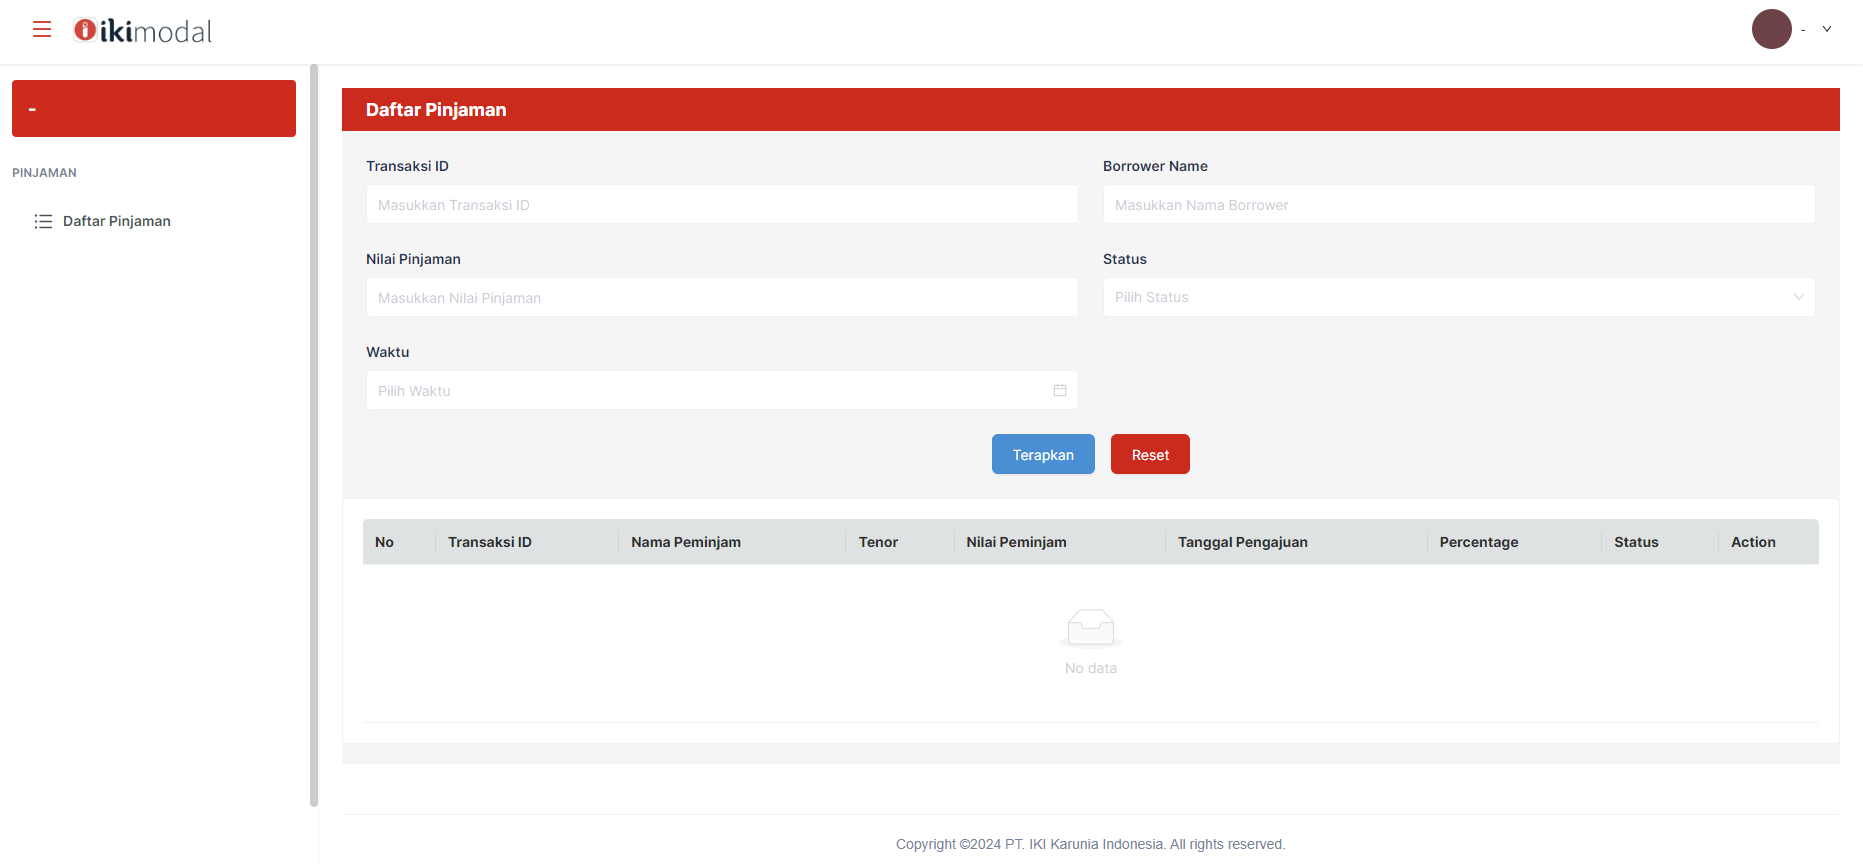 ikimodal
-
-
PINJAMAN
Daftar Pinjaman
Daftar Pinjaman
Transaksi ID
Borrower Name
Masukkan Transaksi ID
Masukkan Nama Borrower
Nilai Pinjaman
Status
Masukkan Nilai Pinjaman
Pilih Status
Waktu
Pilih Waktu
Terapkan
Reset
No
Transaksi ID
Nama Peminjam
Tenor
Nilai Peminjam
Tanggal Pengajuan
Percentage
Status
Action
No data
Copyright ©2024 PT. IKI Karunia Indonesia. All rights reserved.